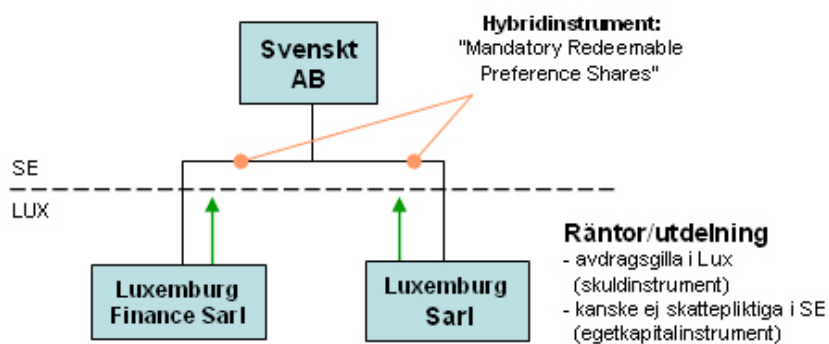 Hybridinstrument:
"Mandatory Redeemable
Preference Shares"
Svenskt
AB
SE
LUX
Luxemburg
Finance Sarl
Luxemburg
Sarl
Räntor/utdelning
- avdragsgilla i Lux
(skuldinstrument)
- kanske ej skattepliktiga i SE
(egetkapitalinstrument)